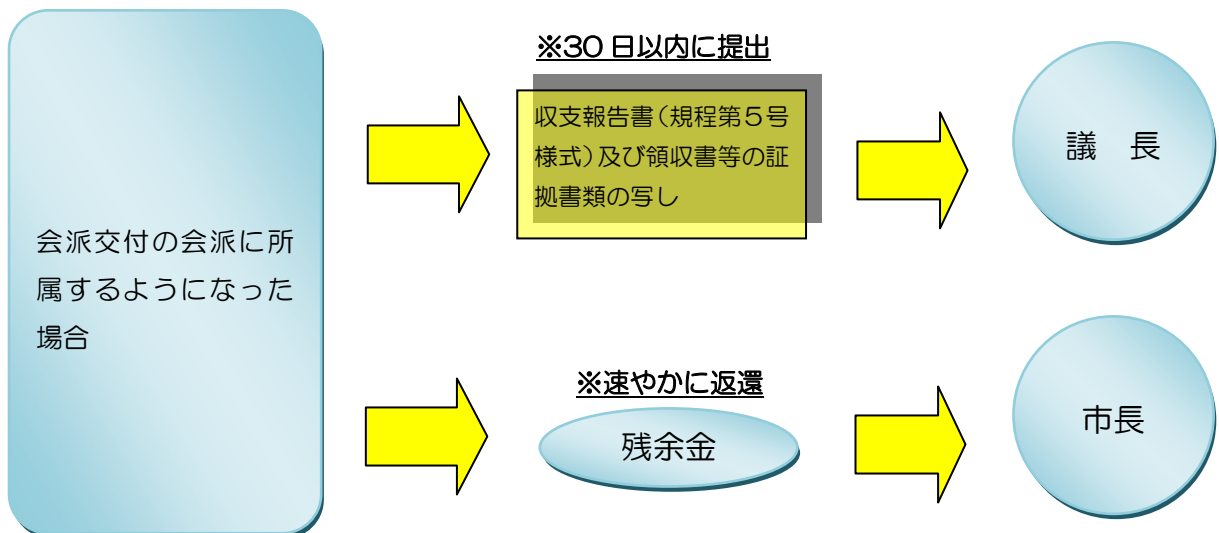 会派交付の会派に所
属するようになった
場合
※30日以内に提出
収支報告書（規程第５号
様式）及び領収書等の証
拠書類の写し
議　長
※速やかに返還
残余金
市長